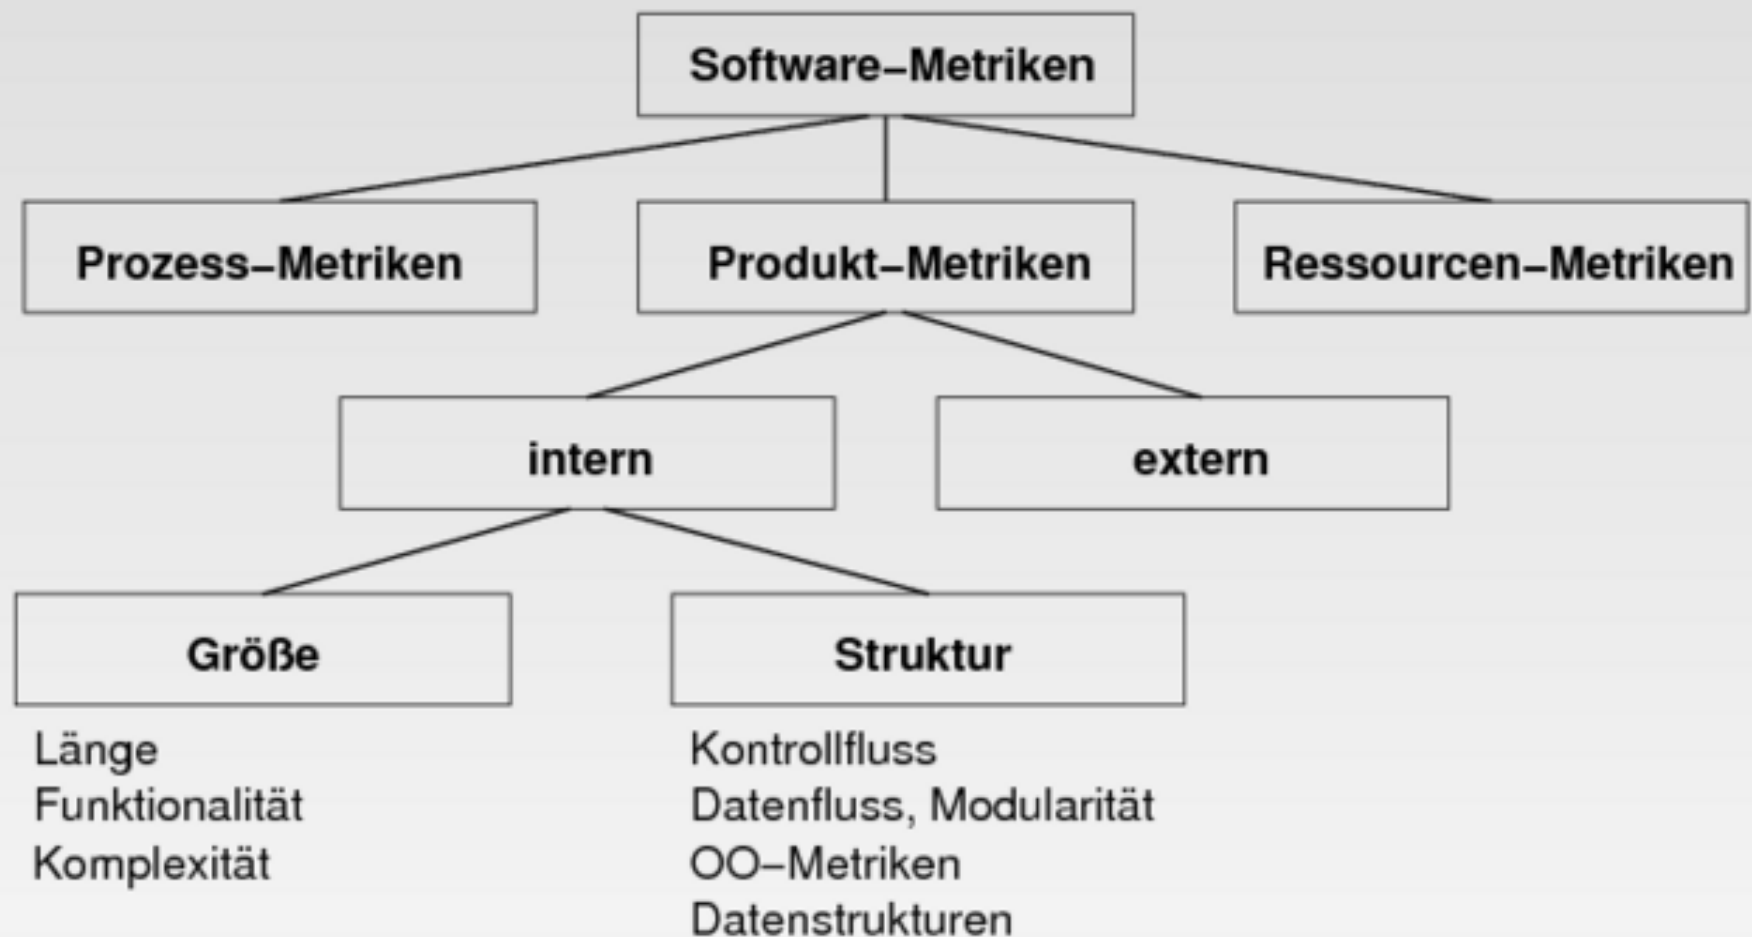 Software–Metriken
Prozess–Metriken
Produkt–Metriken
Ressourcen–Metriken
intern
extern
Größe
Struktur
Länge
Funktionalität
Komplexität
Kontrollfluss
Datenfluss, Modularität
OO–Metriken
Datenstrukturen